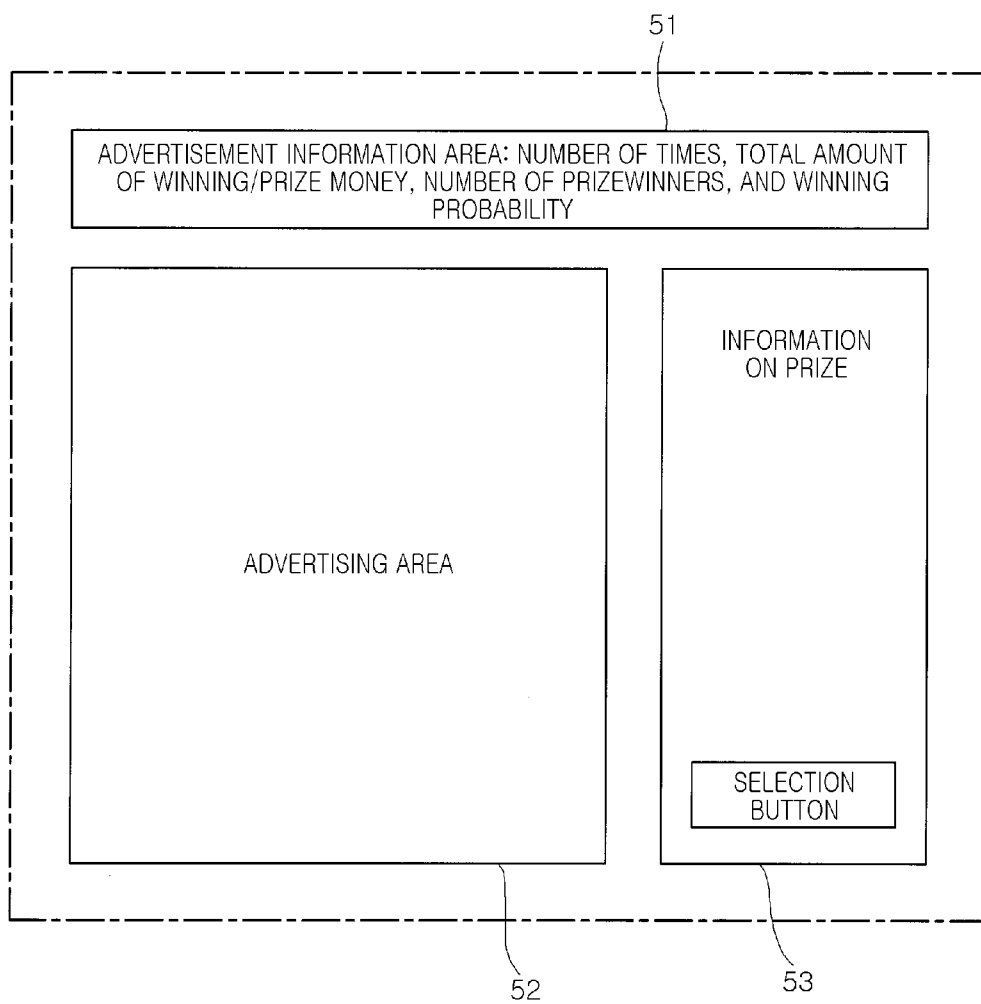 51
ADVERTISEMENT INFORMATION AREA: NUMBER OF TIMES, TOTAL AMOUNT
OF WINNING/PRIZE MONEY, NUMBER OF PRIZEWINNERS, AND WINNING
PROBABILITY
INFORMATION
ON PRIZE
ADVERTISING AREA
SELECTION
BUTTON
52
53